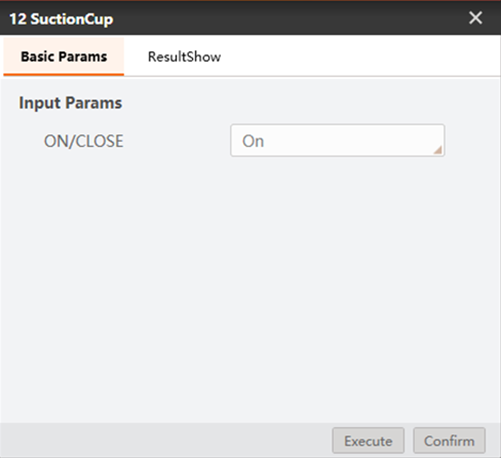 12 SuctionCup
Basic Params ResultShow
Input Params
ON/CLOSE On
Execute Confirm